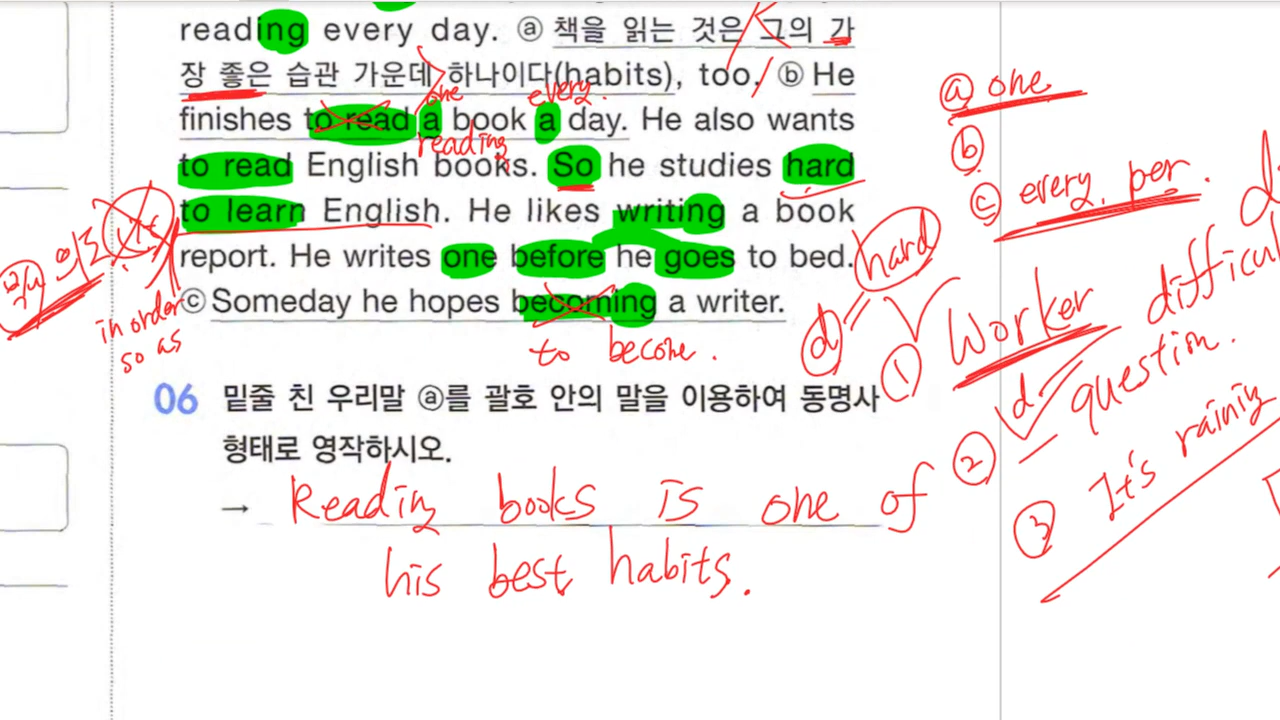 reading every day. ⓐ 책을 읽는 것은 그의 가
장 좋은 습관 가운데 하나이다(habits), too. ⓑ He
one every.
finishes to read a book a day. He also wants
reading
to read English books. So he studies hard
to learn English. He likes writing a book
report. He writes one before he goes to bed.
ⓒ Someday he hopes becoming a writer.
to become.
in order
so as
06 밑줄 친 우리말 ⓐ를 괄호 안의 말을 이용하여 동명사
형태로 영작하시오.
→ Reading books is one of
his best habits.
ⓐ one.
ⓑ
ⓒ every. per.
ⓓ hard
① Worker
② d
question.
③ It's rainiy